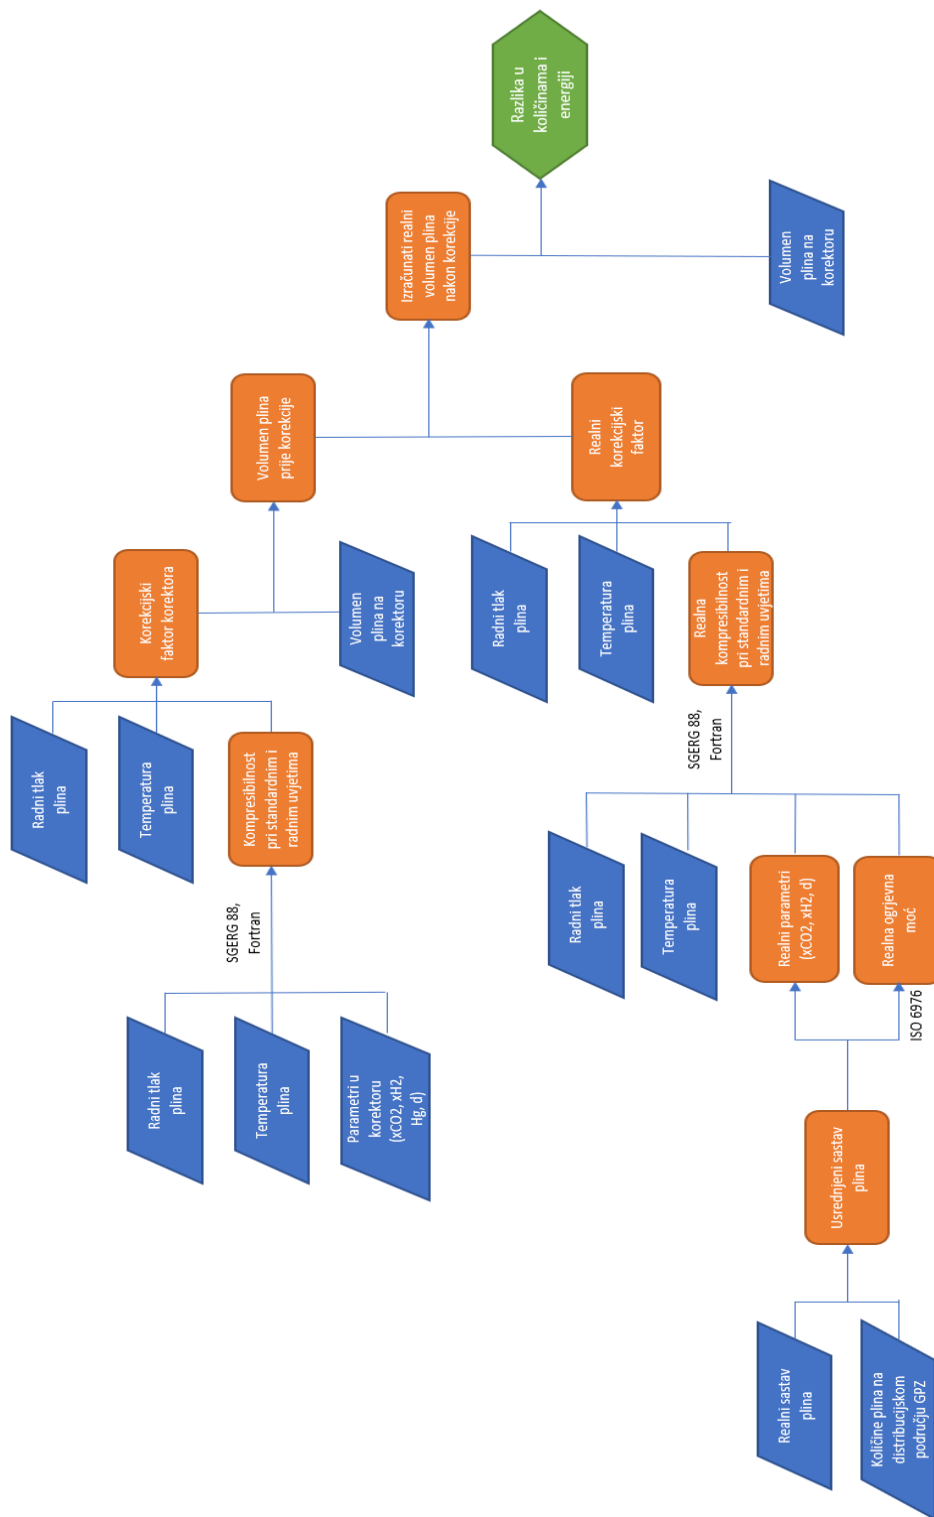 Radni tlak
plina
Temperatura
plina
Parametri u
korektoru
(xCO2, xH2,
Hg, d)
SGERG 88,
Fortran
Radni tlak
plina
Temperatura
plina
Kompresibilnost
pri standardnim i
radnim uvjetima
Korekcijski
faktor korektora
Volumen
plina na
korektoru
Volumen plina
prije korekcije
Izračunati realni
volumen plina
nakon korekcije
Razlika u
količinama i
energiji
Realni sastav
plina
Količine plina na
distribucijskom
području GPZ
Usrednjeni sastav
plina
ISO 6976
Radni tlak
plina
Temperatura
plina
Realni parametri
(xCO2, xH2, d)
Realna ogrjevna
moć
SGERG 88,
Fortran
Radni tlak
plina
Temperatura
plina
Realna
kompresibilnost
pri standardnim i
radnim uvjetima
Realni
korekcijski
faktor
Volumen
plina na
korektoru